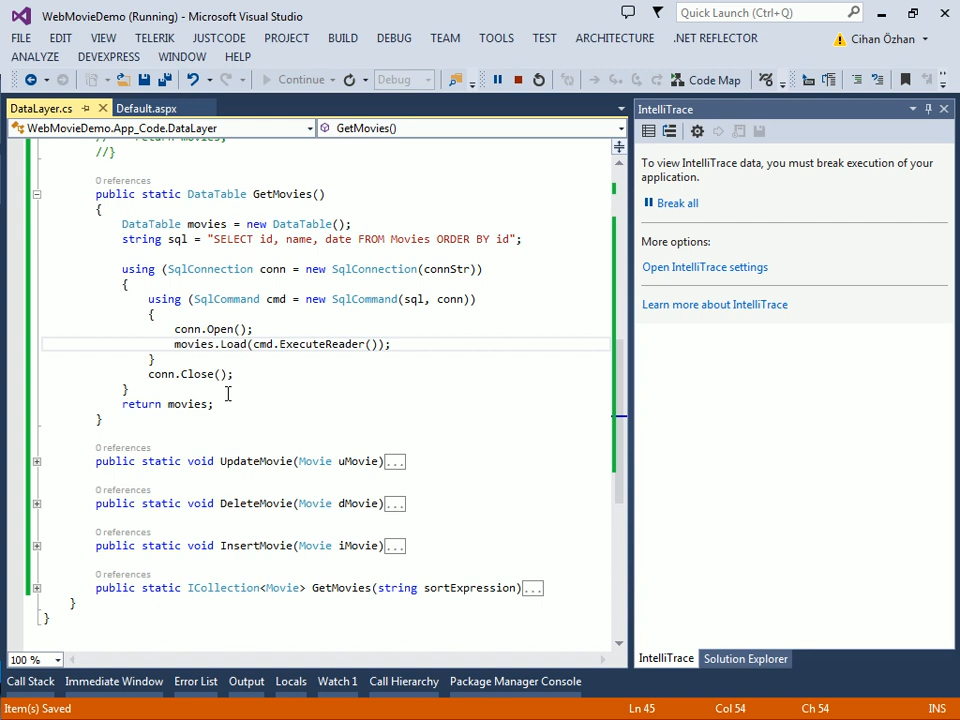 WebMovieDemo (Running) - Microsoft Visual Studio
Quick Launch (Ctrl+Q)
FILE EDIT VIEW TELERIK JUSTCODE PROJECT BUILD DEBUG TEAM TOOLS TEST ARCHITECTURE .NET REFLECTOR
Cihan Özhan
ANALYZE DEVEXPRESS WINDOW HELP
Continue Debug Code Map
DataLayer.cs Default.aspx
WebMovieDemo.App_Code.DataLayer GetMovies()
// return movies;
//}
0 references
public static DataTable GetMovies()
{
DataTable movies = new DataTable();
string sql = "SELECT id, name, date FROM Movies ORDER BY id";
using (SqlConnection conn = new SqlConnection(connStr))
{
using (SqlCommand cmd = new SqlCommand(sql, conn))
{
conn.Open();
movies.Load(cmd.ExecuteReader());
}
conn.Close();
}
return movies;
}
0 references
public static void UpdateMovie(Movie uMovie)...
0 references
public static void DeleteMovie(Movie dMovie)...
0 references
public static void InsertMovie(Movie iMovie)...
0 references
public static ICollection<Movie> GetMovies(string sortExpression)...
}
}
100 %
IntelliTrace
To view IntelliTrace data, you must break execution of your
application.
Break all
More options:
Open IntelliTrace settings
Learn more about IntelliTrace
IntelliTrace Solution Explorer
Call Stack Immediate Window Error List Output Locals Watch 1 Call Hierarchy Package Manager Console
Item(s) Saved Ln 45 Col 54 Ch 54 INS